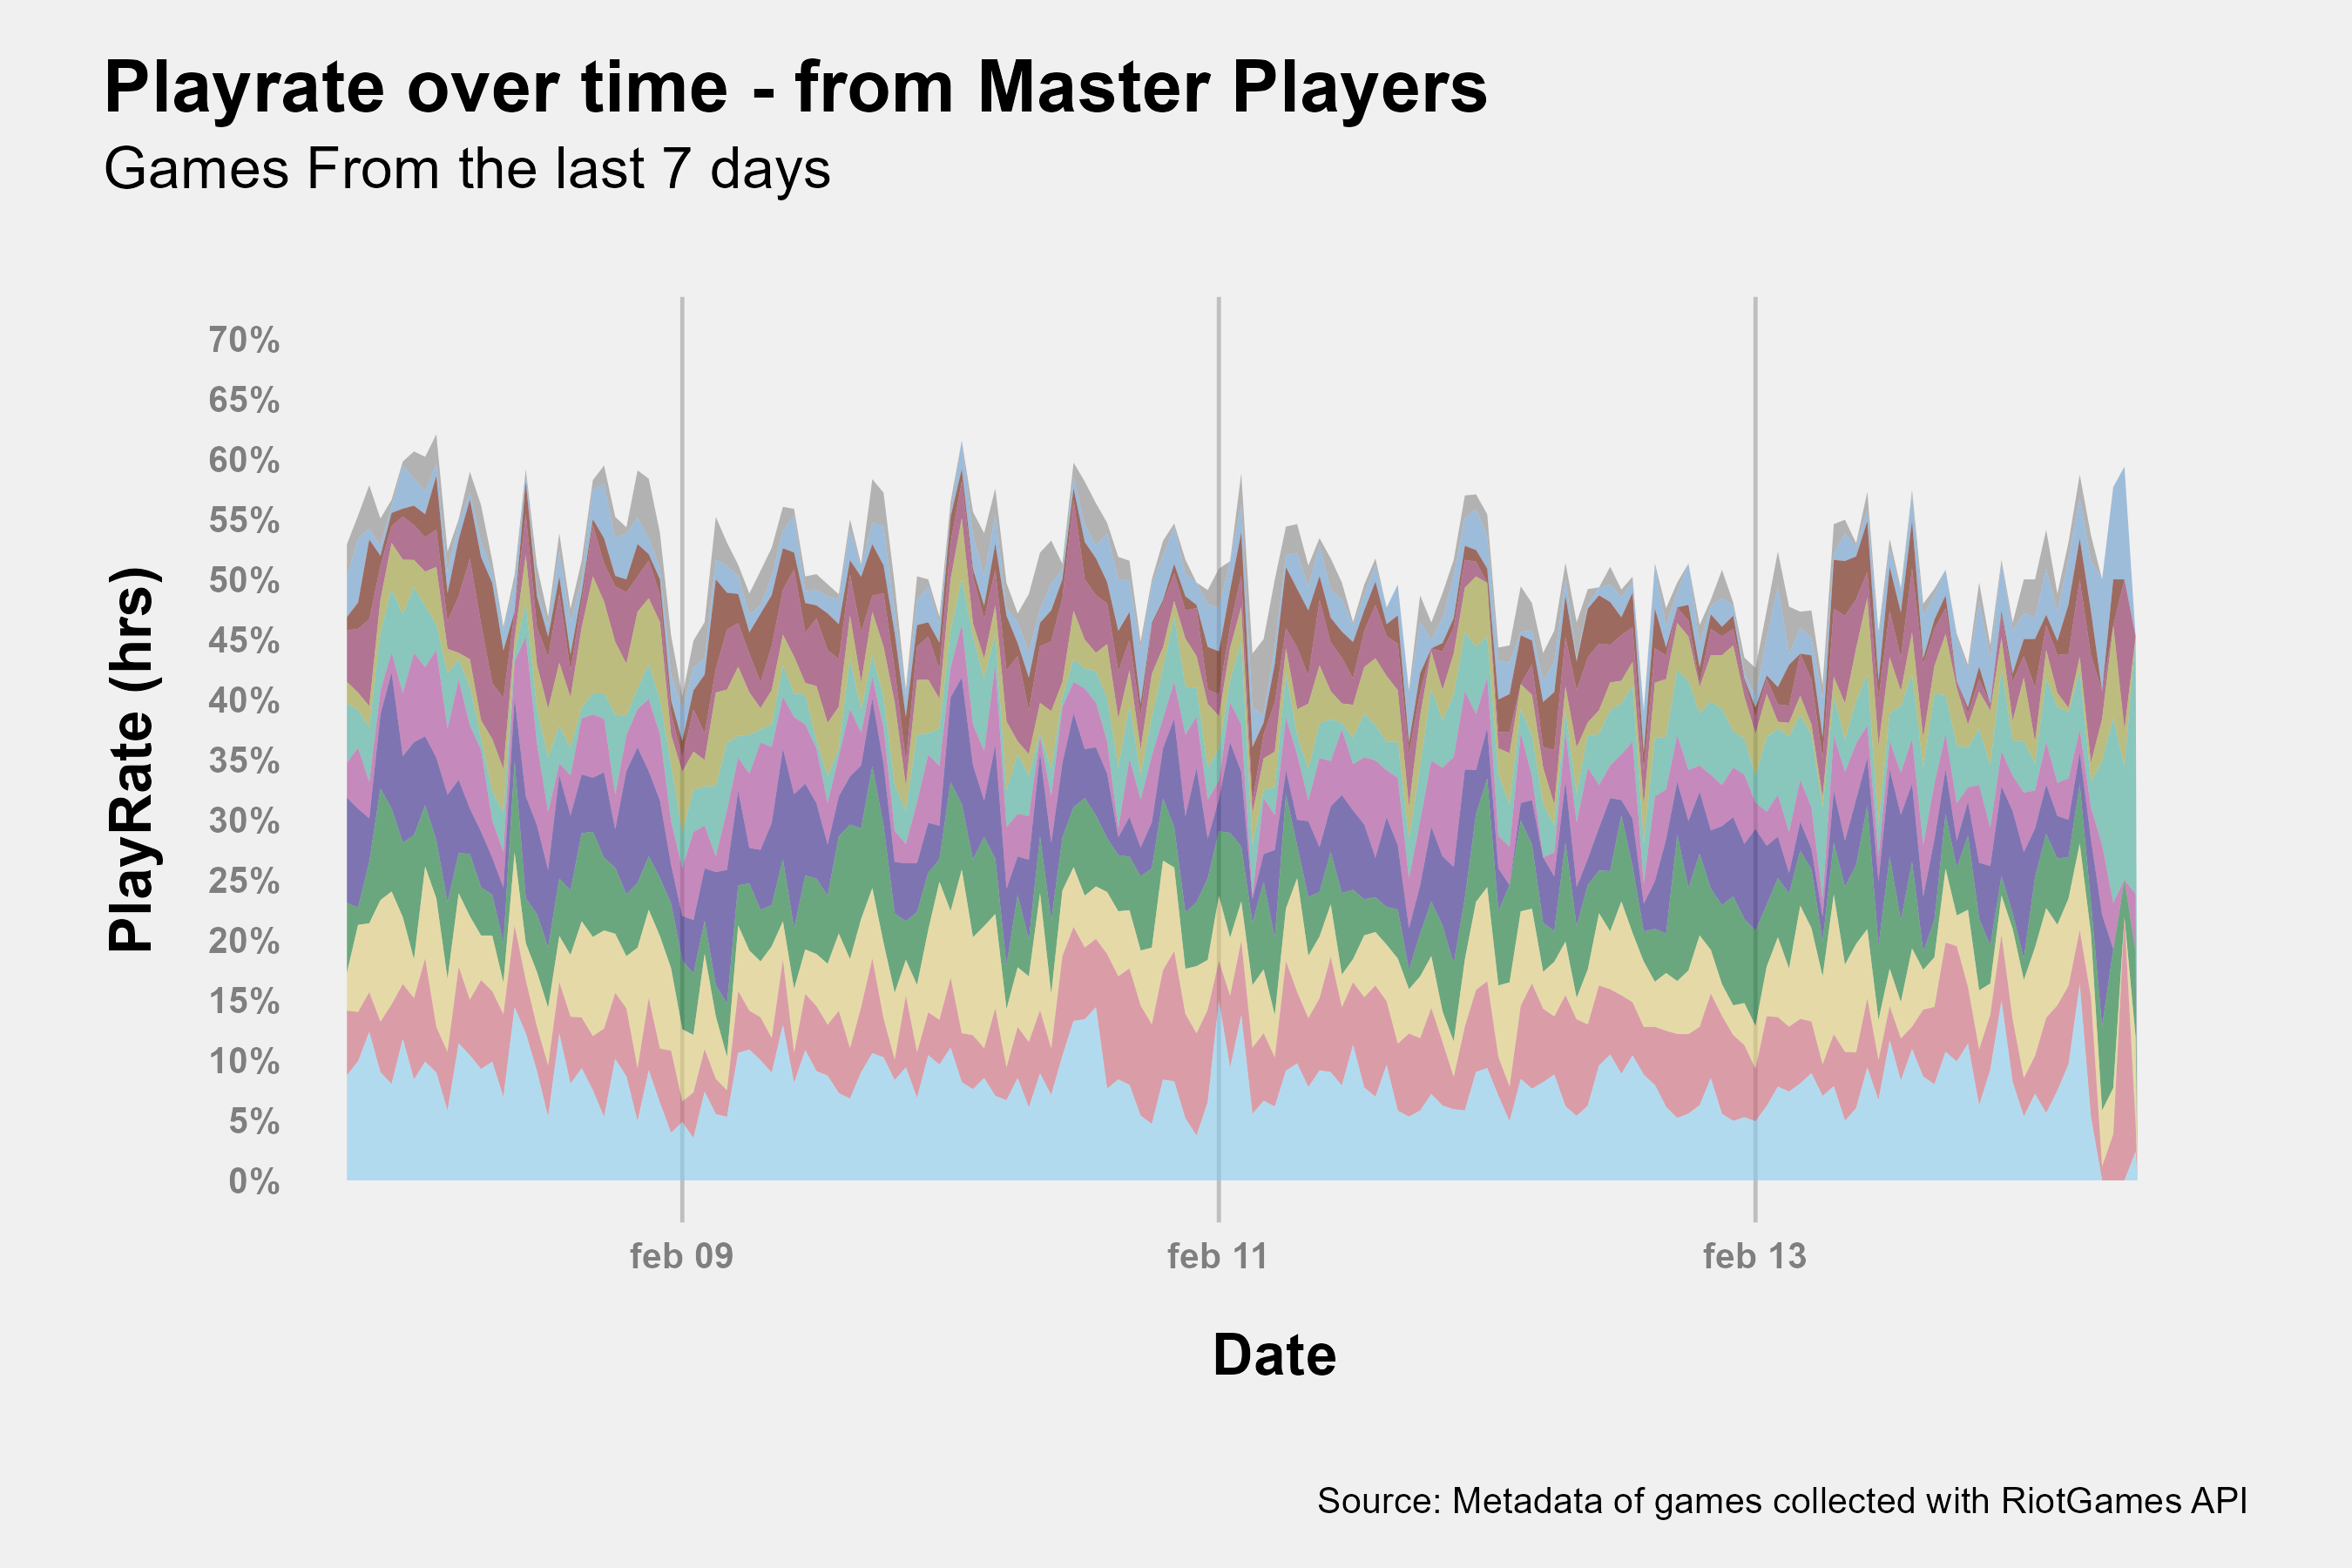 Playrate over time - from Master Players
Games From the last 7 days
70%
65%
60%
55%
50%
45%
40%
35%
30%
25%
20%
15%
10%
5%
0%
PlayRate (hrs)
feb 09
feb 11
feb 13
Date
Source: Metadata of games collected with RiotGames API